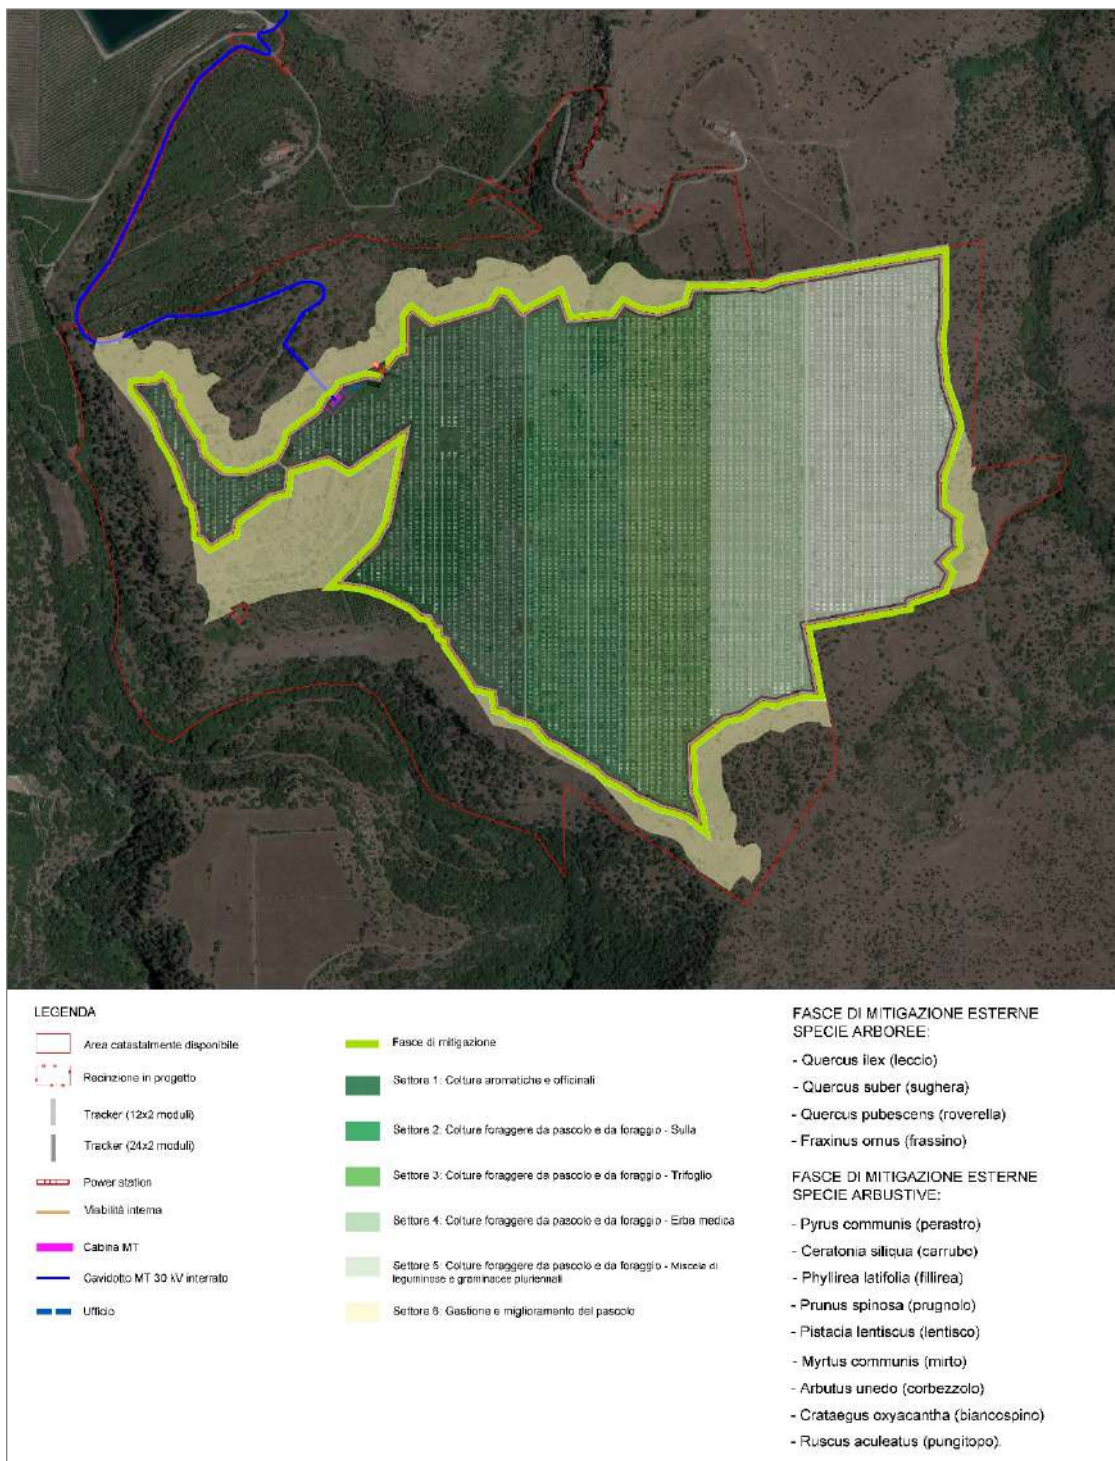 LEGENDA
Area catastalmente disponibile
Recinzione in progetto
Tracker (12x2 moduli)
Tracker (24x2 moduli)
Power station
Viabilità interna
Cabina MT
Cavidotto MT 30 kV interrato
Ufficio
Fasce di mitigazione
Settore 1: Colture aromatiche e officinali
Settore 2: Colture foraggere da pascolo e da foraggio - Sulla
Settore 3: Colture foraggere da pascolo e da foraggio - Trifoglio
Settore 4: Colture foraggere da pascolo e da foraggio - Erba medica
Settore 5: Colture foraggere da pascolo e da foraggio - Miscela di
leguminose e graminacee pluriennali
Settore 6: Gestione e miglioramento del pascolo
FASCE DI MITIGAZIONE ESTERNE
SPECIE ARBOREE:
- Quercus ilex (leccio)
- Quercus suber (sughera)
- Quercus pubescens (roverella)
- Fraxinus ornus (frassino)
FASCE DI MITIGAZIONE ESTERNE
SPECIE ARBUSTIVE:
- Pyrus communis (perastro)
- Ceratonia siliqua (carrubo)
- Phyllirea latifolia (fillirea)
- Prunus spinosa (prugnolo)
- Pistacia lentiscus (lentisco)
- Myrtus communis (mirto)
- Arbutus unedo (corbezzolo)
- Crataegus oxyacantha (biancospino)
- Ruscus aculeatus (pungitopo).